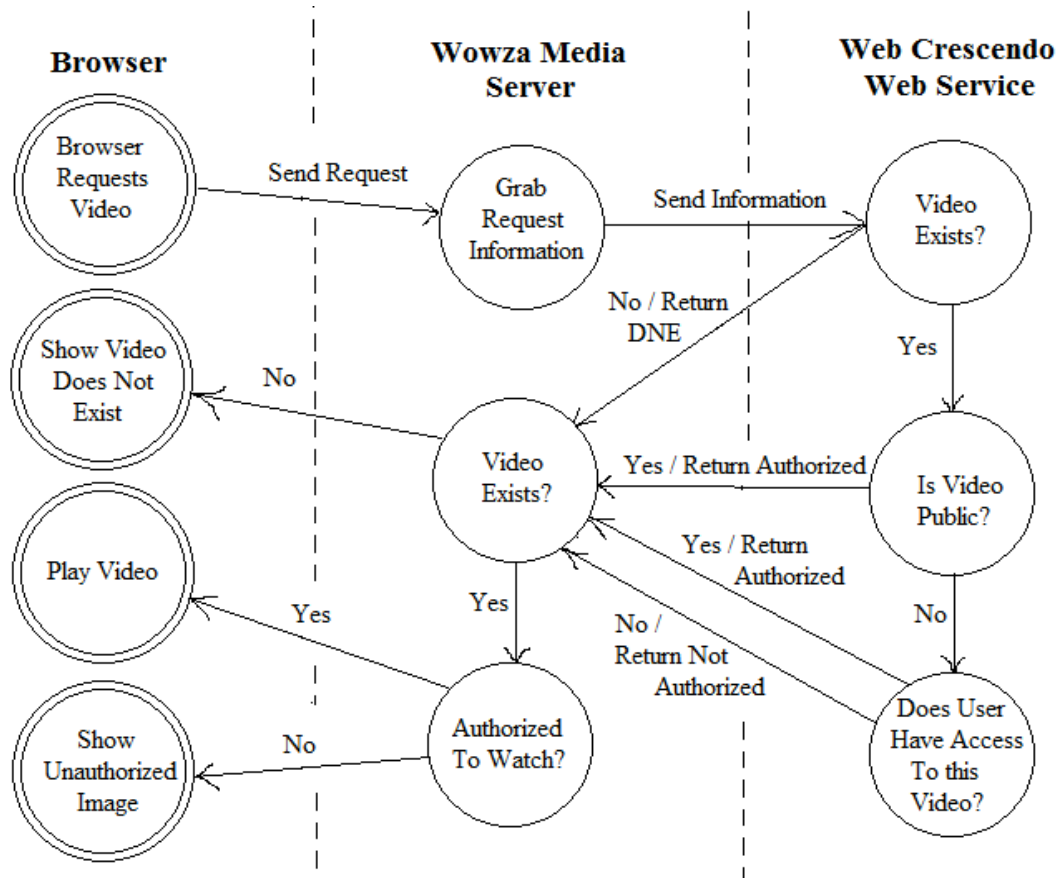 Browser
Wowza Media
Server
Web Crescendo
Web Service
Browser
Requests
Video
Send Request
Grab
Request
Information
Send Information
Video
Exists?
No / Return
DNE
Yes
Show Video
Does Not
Exist
No
Video
Exists?
Yes / Return Authorized
Is Video
Public?
Yes / Return
Authorized
No
Play Video
Yes
Yes
No /
Return Not
Authorized
Show
Unauthorized
Image
No
Authorized
To Watch?
Does User
Have Access
To this
Video?